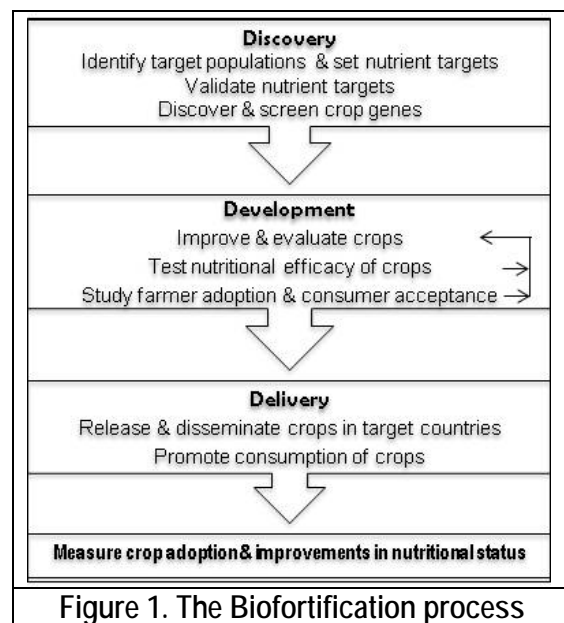 Discovery
Identify target populations & set nutrient targets
Validate nutrient targets
Discover & screen crop genes
Development
Improve & evaluate crops
Test nutritional efficacy of crops
Study farmer adoption & consumer acceptance
Delivery
Release & disseminate crops in target countries
Promote consumption of crops
Measure crop adoption& improvements in nutritional status
Figure 1. The Biofortification process